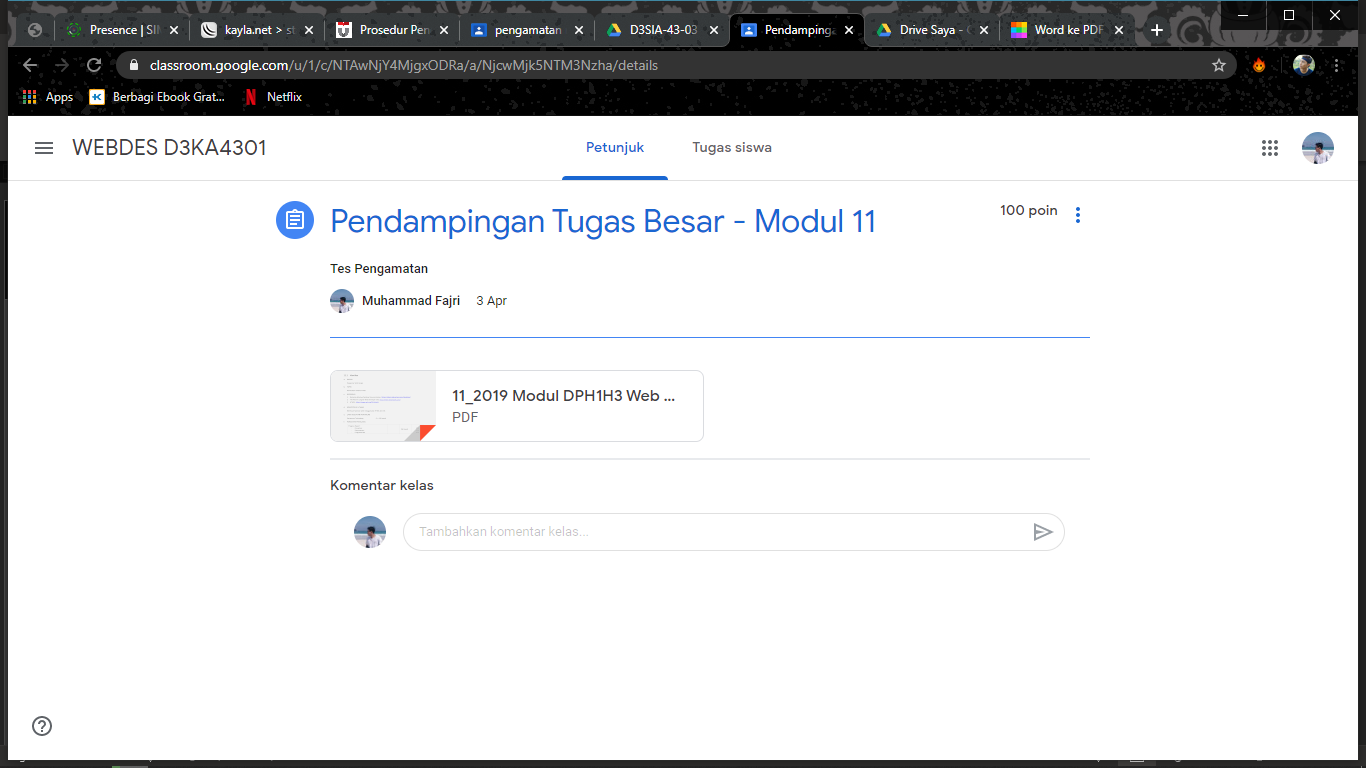 Presence | SI
kayla.net > st
Prosedur Pen
pengamatan
D3SIA-43-03
Pendamping
Drive Saya -
Word ke PDF
classroom.google.com/u/1/c/NTAwNjY4MjgxODRa/a/NjcwMjk5NTM3Nzha/details
Apps
Berbagi Ebook Grat...
Netflix
WEBDES D3KA4301
Petunjuk
Tugas siswa
Pendampingan Tugas Besar - Modul 11
100 poin
Tes Pengamatan
Muhammad Fajri 3 Apr
11_2019 Modul DPH1H3 Web ...
PDF
Komentar kelas
Tambahkan komentar kelas...